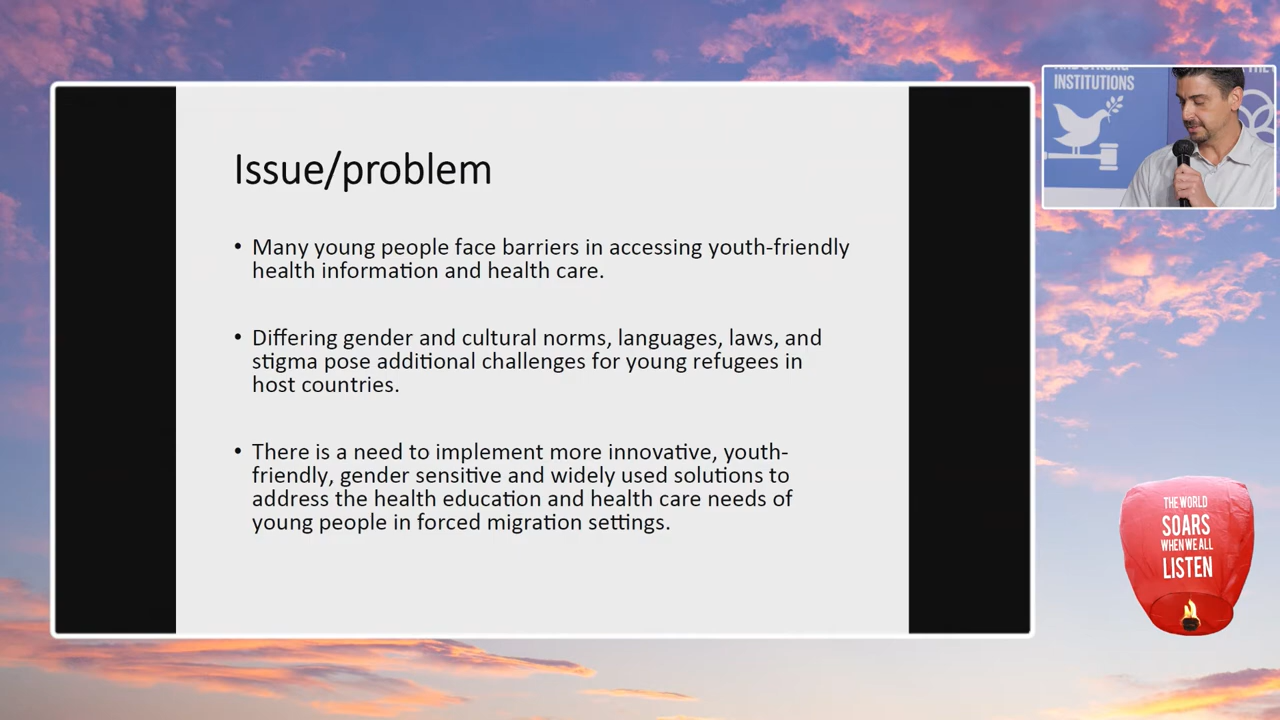 Issue/problem
• Many young people face barriers in accessing youth-friendly
health information and health care.
• Differing gender and cultural norms, languages, laws, and
stigma pose additional challenges for young refugees in
host countries.
• There is a need to implement more innovative, youth-
friendly, gender sensitive and widely used solutions to
address the health education and health care needs of
young people in forced migration settings.
AND STRONG
INSTITUTIONS
THE WORLD
SOARS
WHEN WE ALL
LISTEN